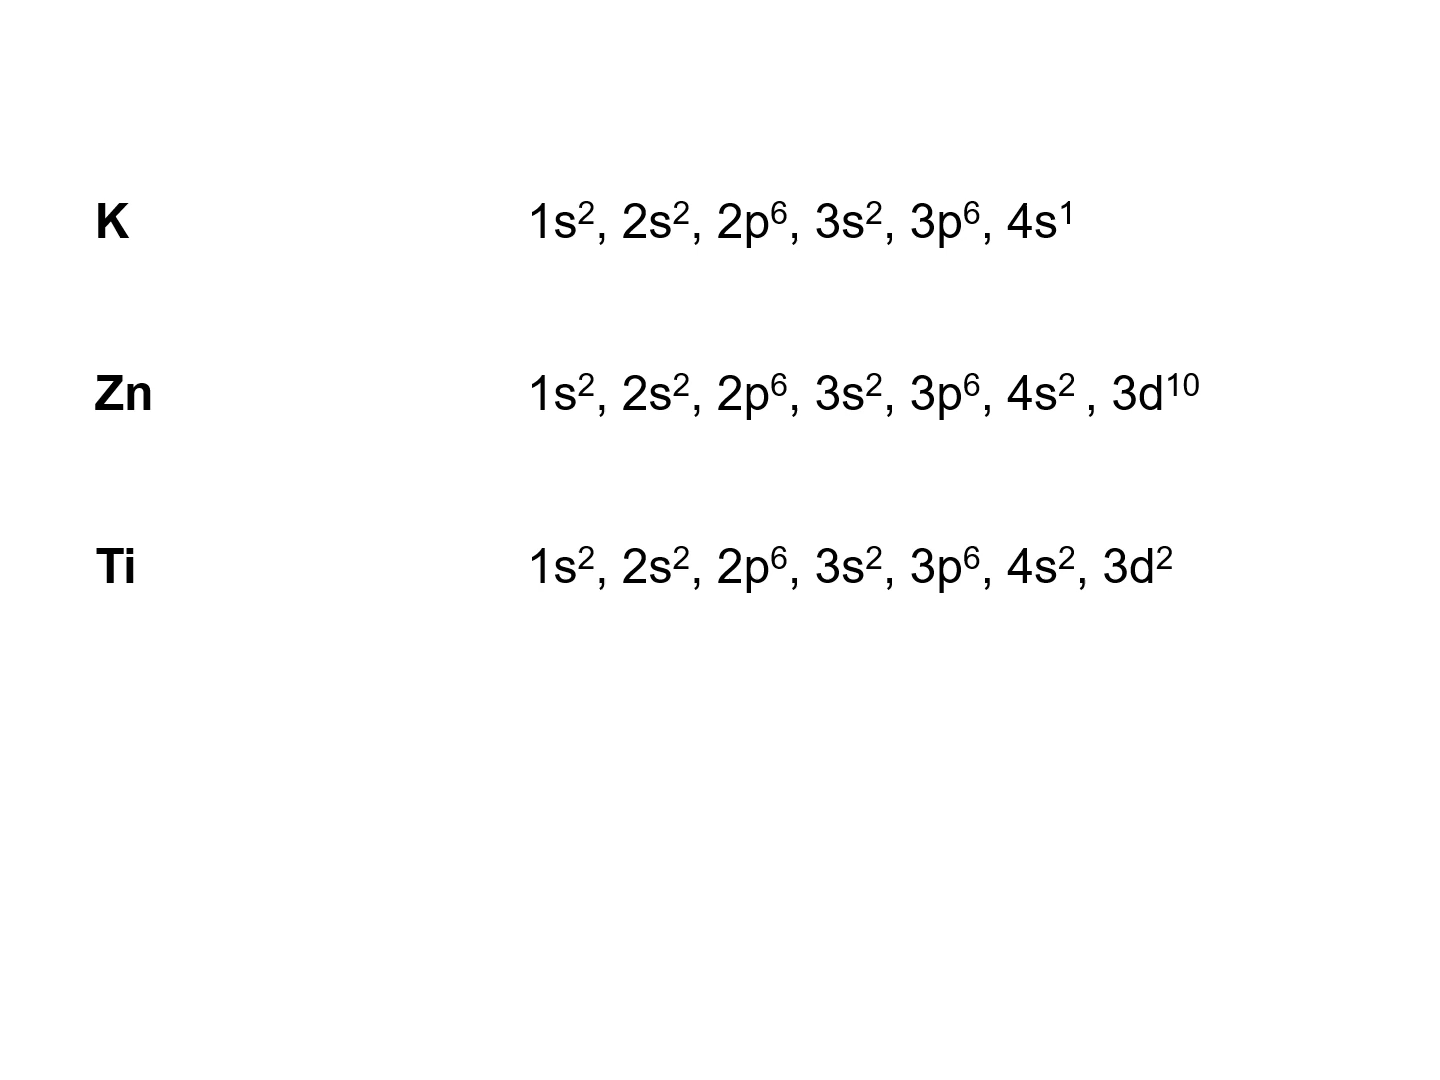 K 1s², 2s², 2p⁶, 3s², 3p⁶, 4s¹
Zn 1s², 2s², 2p⁶, 3s², 3p⁶, 4s² , 3d¹⁰
Ti 1s², 2s², 2p⁶, 3s², 3p⁶, 4s², 3d²